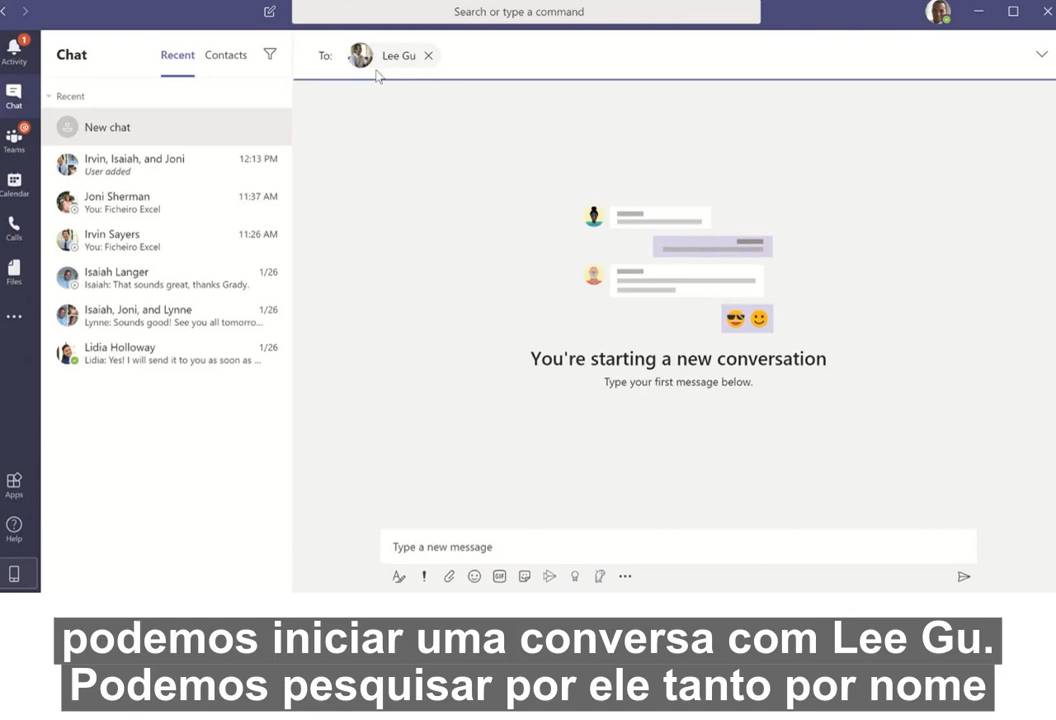 Search or type a command
1
Activity
Chat
Teams
Calendar
Calls
Files
Apps
Help
Chat
Recent
Contacts
Recent
New chat
Irvin, Isaiah, and Joni 12:13 PM
User added
Joni Sherman 11:37 AM
You: Ficheiro Excel
Irvin Sayers 11:26 AM
You: Ficheiro Excel
Isaiah Langer 1/26
Isaiah: That sounds great, thanks Grady.
Isaiah, Joni, and Lynne 1/26
Lynne: Sounds good! See you all tomorro...
Lidia Holloway 1/26
Lidia: Yes! I will send it to you as soon as ...
To: Lee Gu
You're starting a new conversation
Type your first message below.
Type a new message
GIF
podemos iniciar uma conversa com Lee Gu.
Podemos pesquisar por ele tanto por nome